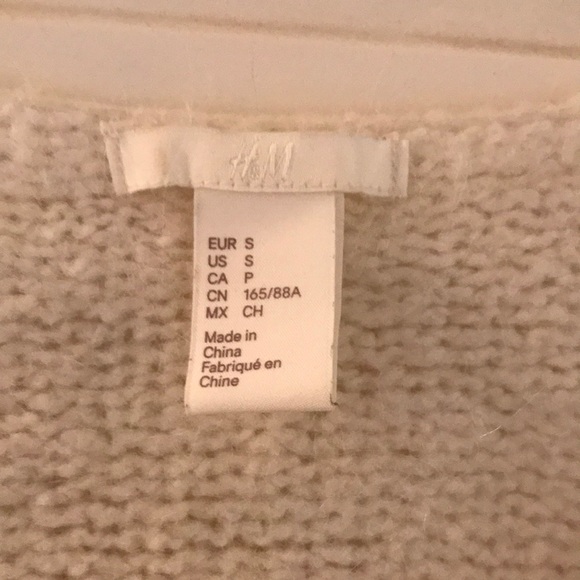 H&M
EUR S
US S
CA P
CN 165/88A
MX CH
Made in
China
Fabriqué en
Chine